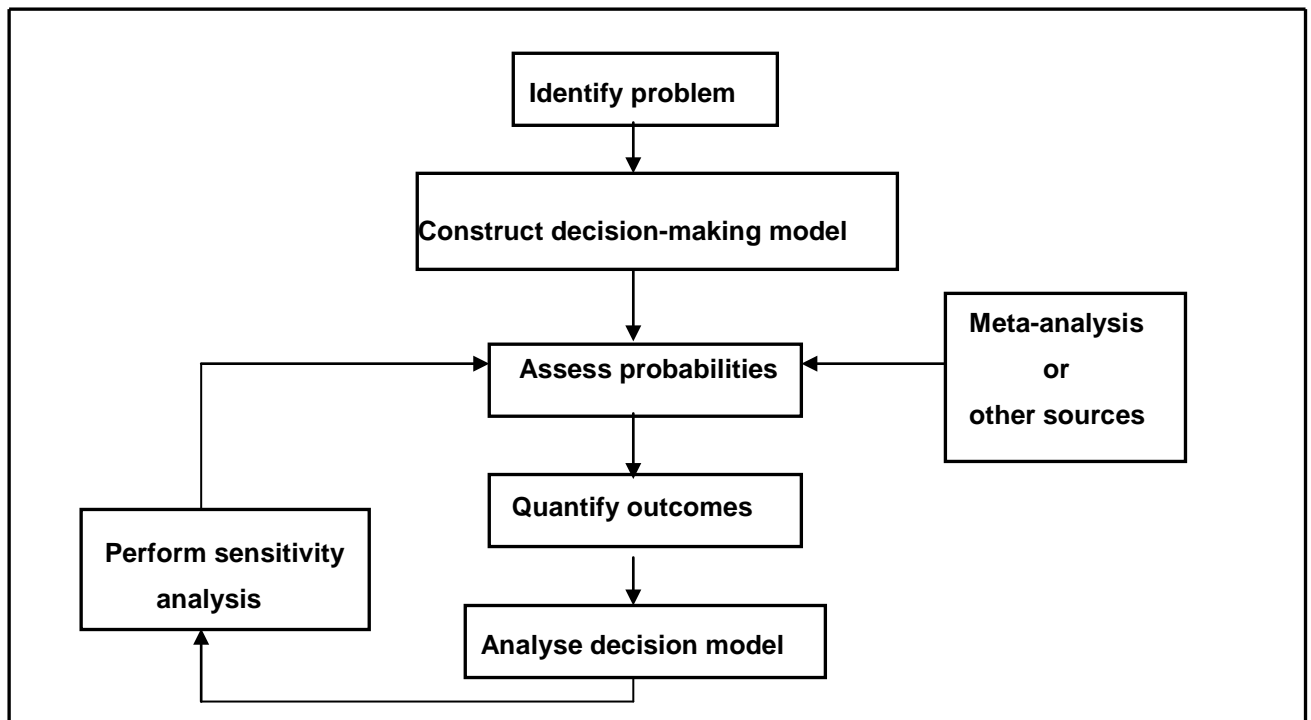 Identify problem
Construct decision-making model
Meta-analysis
or
other sources
Assess probabilities
Quantify outcomes
Perform sensitivity
analysis
Analyse decision model